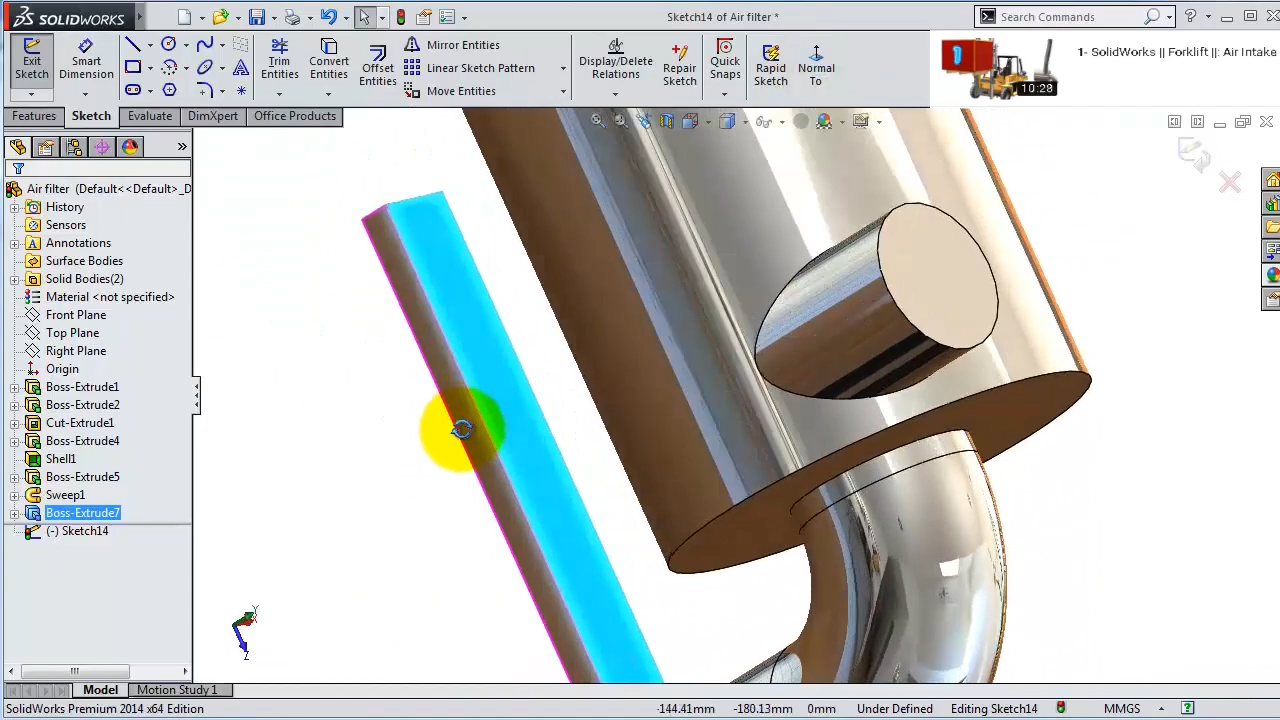 SOLIDWORKS
Sketch14 of Air filter *
Search Commands
Exit Sketch
Smart Dimension
Trim Entities
Convert Entities
Offset Entities
Mirror Entities
Linear Sketch Pattern
Move Entities
Display/Delete Relations
Repair Sketch
Quick Snaps
Rapid Sketch
Normal To
1- SolidWorks || Forklift ||: Air Intake
10:28
Features
Sketch
Evaluate
DimXpert
Office Products
Air filter (Default<<Default>_D
History
Sensors
Annotations
Surface Bodies
Solid Bodies(2)
Material <not specified>
Front Plane
Top Plane
Right Plane
Origin
Boss-Extrude1
Boss-Extrude2
Cut-Extrude1
Boss-Extrude4
Shell1
Boss-Extrude5
Sweep1
Boss-Extrude7
(-) Sketch14
Y
Z
Model
Motion Study 1
SolidWorks Premium 2014 x64 Edition
-144.41mm
-180.13mm
0mm
Under Defined
Editing Sketch14
MMGS